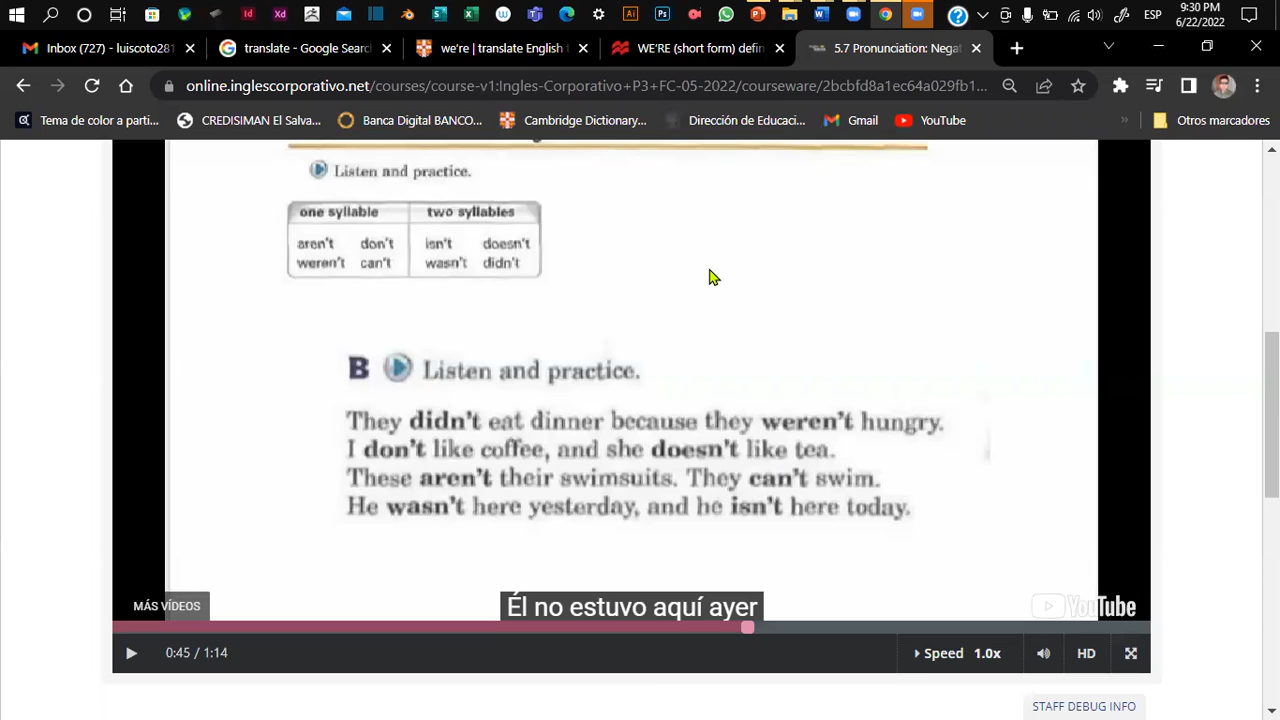 9:30 PM
ESP
6/22/2022
Inbox (727) - luiscoto281
translate - Google Searc
we're | translate English t
WE'RE (short form) defin
5.7 Pronunciation: Negat
online.inglescorporativo.net/courses/course-v1:Ingles-Corporativo+P3+FC-05-2022/courseware/2bcbfd8a1ec64a029fb1...
Tema de color a parti...
CREDISIMAN El Salva...
Banca Digital BANCO...
Cambridge Dictionary...
Dirección de Educaci...
Gmail
YouTube
»
Otros marcadores
Listen and practice.
one syllable two syllables
aren't don't isn't doesn't
weren't can't wasn't didn't
B Listen and practice.
They didn't eat dinner because they weren't hungry.
I don't like coffee, and she doesn't like tea.
These aren't their swimsuits. They can't swim.
He wasn't here yesterday, and he isn't here today.
MÁS VÍDEOS
Él no estuvo aquí ayer
YouTube
0:45 / 1:14
Speed 1.0x
HD
STAFF DEBUG INFO